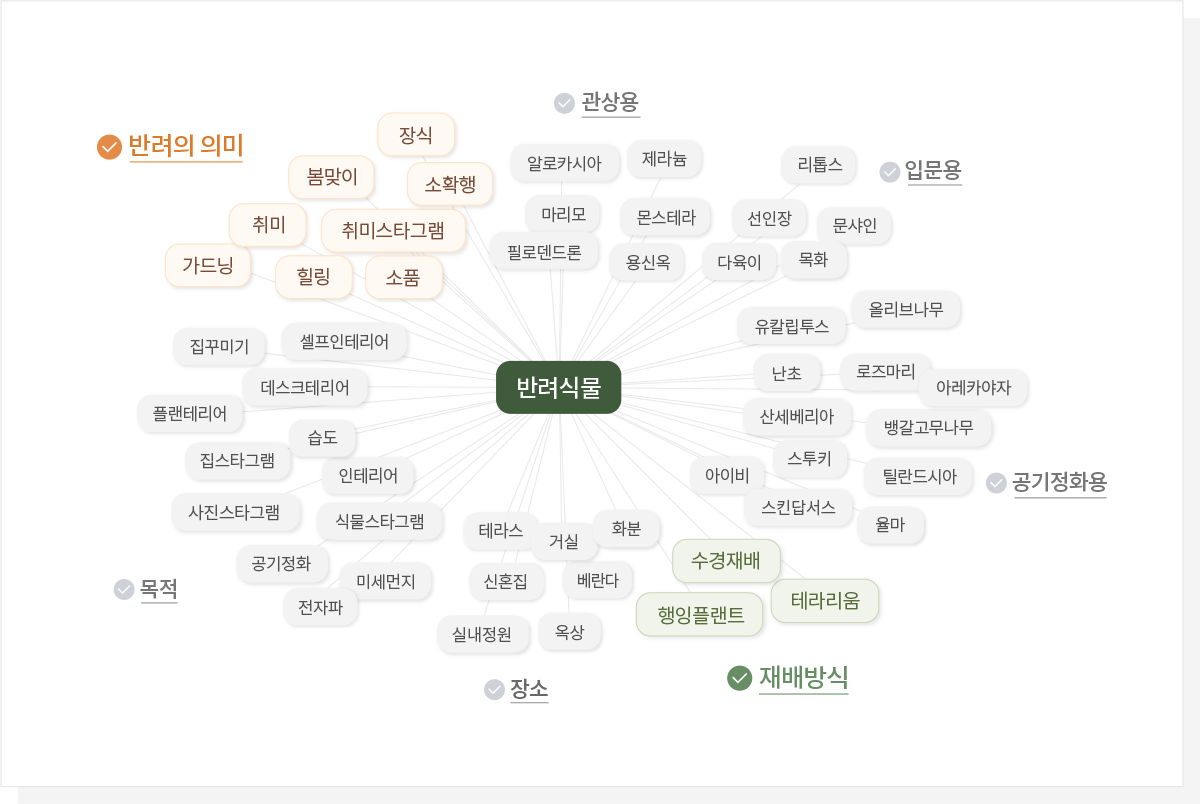 반려의 의미
장식
봄맞이
소확행
취미
취미스타그램
가드닝
힐링
소품
관상용
알로카시아
제라늄
마리모
몬스테라
필로덴드론
용신옥
입문용
리톱스
선인장
문샤인
다육이
목화
반려식물
집꾸미기
셀프인테리어
데스크테리어
플랜테리어
습도
집스타그램
인테리어
사진스타그램
식물스타그램
공기정화
미세먼지
전자파
목적
유칼립투스
올리브나무
난초
로즈마리
아레카야자
산세베리아
뱅갈고무나무
스투키
아이비
틸란드시아
스킨답서스
율마
공기정화용
테라스
거실
화분
신혼집
베란다
실내정원
옥상
장소
수경재배
테라리움
행잉플랜트
재배방식